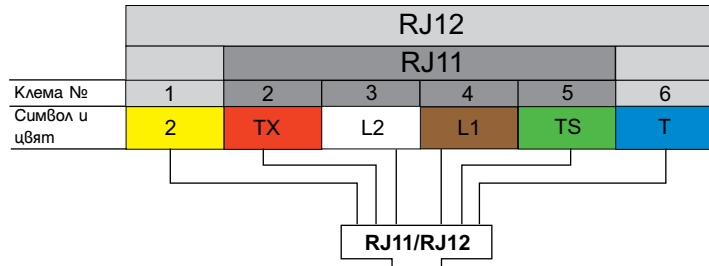 RJ12
RJ11
Клема № 1 2 3 4 5 6
Символ и
цвят
2 TX L2 L1 TS T
RJ11/RJ12